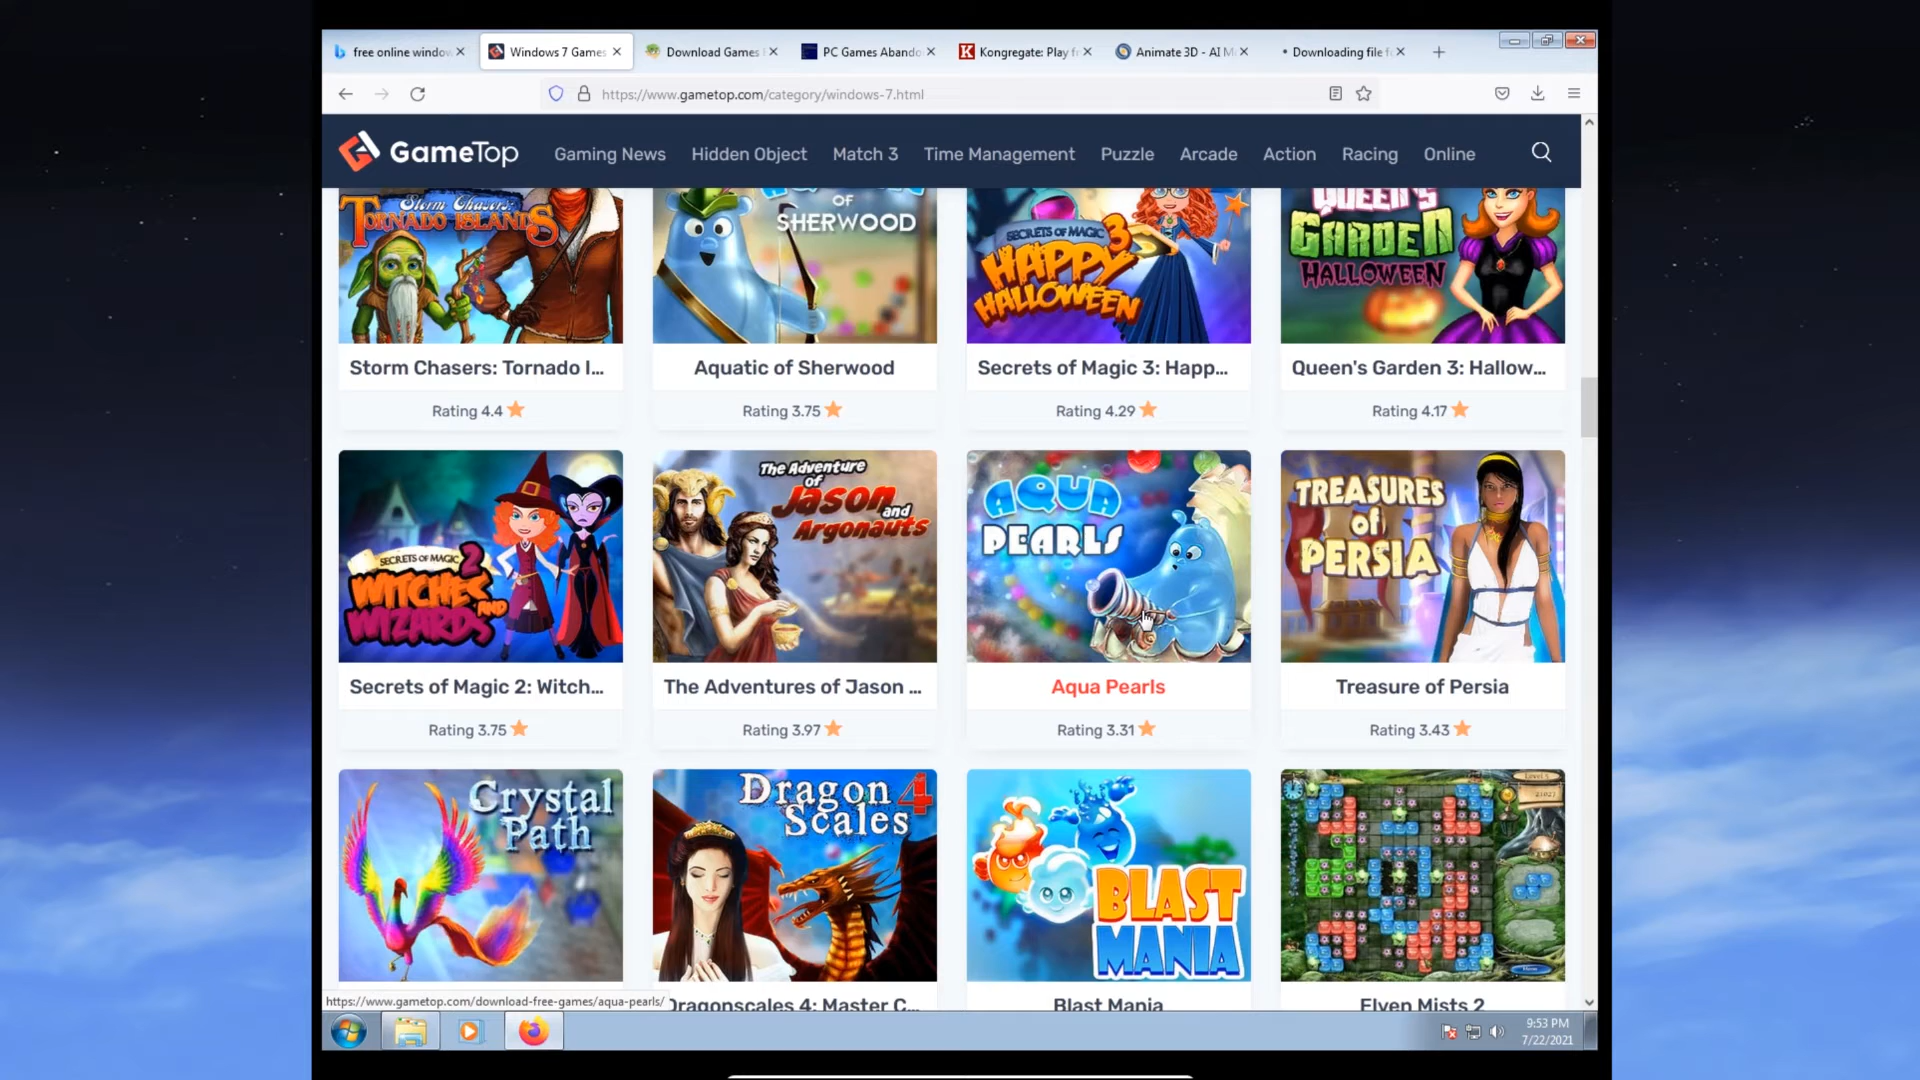 free online window
Windows 7 Games
Download Games
PC Games Abando
Kongregate: Play f
Animate 3D - AI M
Downloading file f
https://www.gametop.com/category/windows-7.html
GameTop
Gaming News
Hidden Object
Match 3
Time Management
Puzzle
Arcade
Action
Racing
Online
Storm Chasers:
TORNADO ISLANDS
OF
SHERWOOD
SECRETS OF MAGIC 3
HAPPY
HALLOWEEN
QUEEN'S
GARDEN
HALLOWEEN
Storm Chasers: Tornado I...
Aquatic of Sherwood
Secrets of Magic 3: Happ...
Queen's Garden 3: Hallow...
Rating 4.4
Rating 3.75
Rating 4.29
Rating 4.17
SECRETS OF MAGIC 2
WITCHES
AND
WIZARDS
The Adventure
of
Jason
and
Argonauts
AQUA
PEARLS
TREASURES
of
PERSIA
Secrets of Magic 2: Witch...
The Adventures of Jason ...
Aqua Pearls
Treasure of Persia
Rating 3.75
Rating 3.97
Rating 3.31
Rating 3.43
Crystal
Path
Dragon 4
Scales
BLAST
MANIA
https://www.gametop.com/download-free-games/aqua-pearls/
Dragonscales 4: Master C...
Blast Mania
Elven Mists 2
9:53 PM
7/22/2021